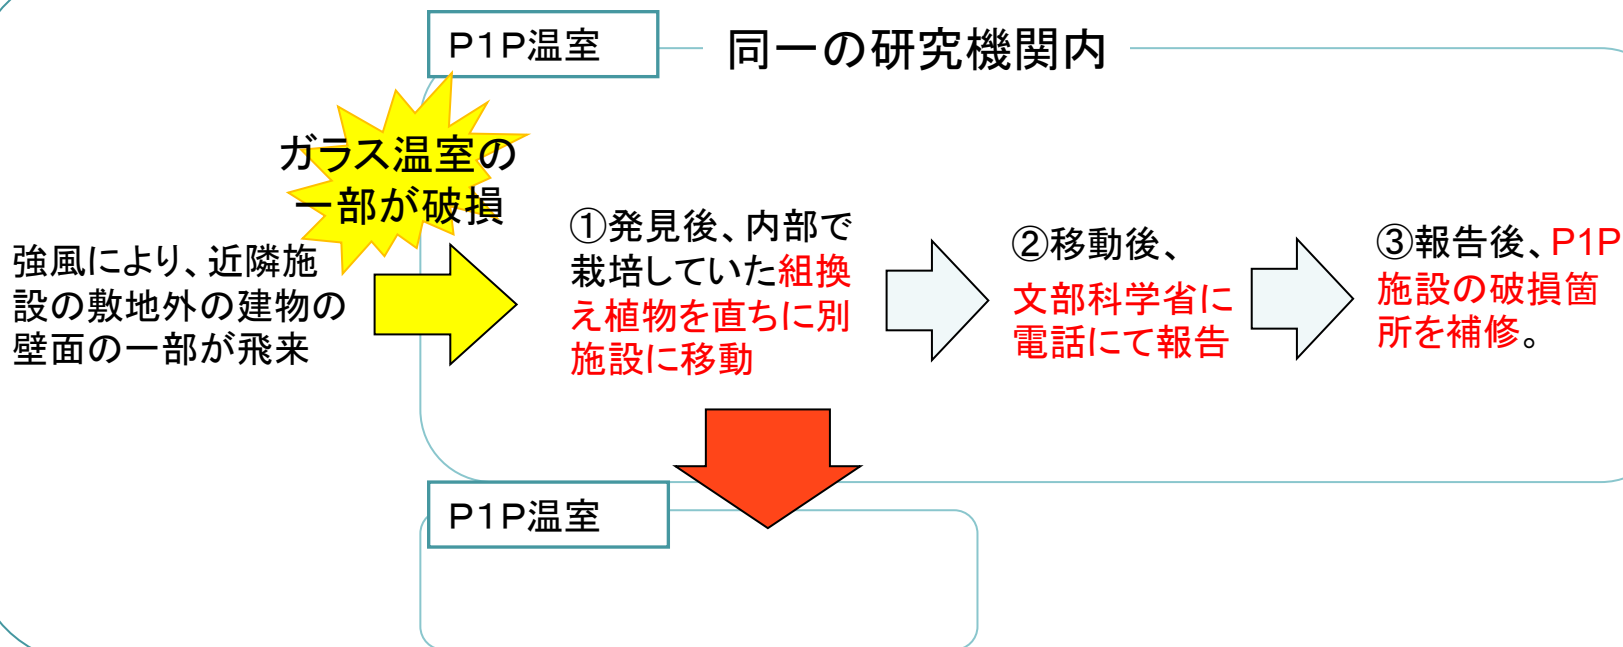 P1P温室
同一の研究機関内
ガラス温室の
一部が破損
強風により、近隣施
設の敷地外の建物の
壁面の一部が飛来
①発見後、内部で
栽培していた組換
え植物を直ちに別
施設に移動
②移動後、
文部科学省に
電話にて報告
③報告後、P1P
施設の破損箇
所を補修。
P1P温室